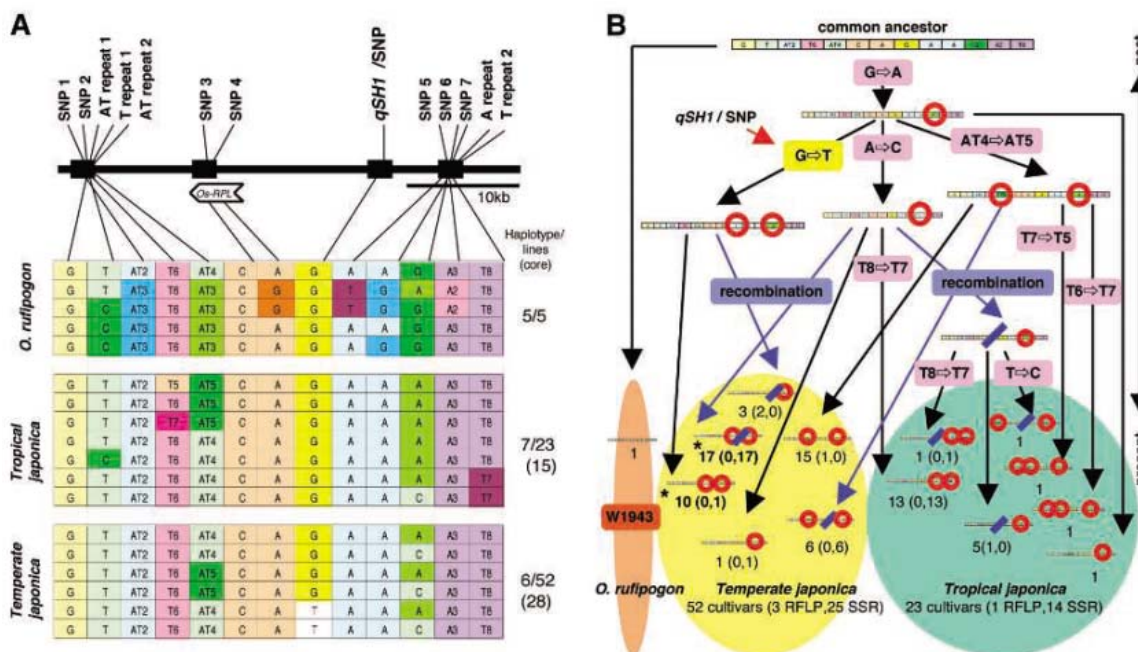 A
SNP 1
SNP 2
AT repeat 1
T repeat 1
AT repeat 2
SNP 3
SNP 4
qSH1 /SNP
SNP 5
SNP 6
SNP 7
A repeat
T repeat 2
Os-RPL
10kb
Haplotype/
lines
(core)
O. rufipogon
G T AT2 T6 AT4 C A G A A G A3 T8
G T AT3 T6 AT3 C G G T G A A2 T8
G C AT3 T6 AT3 C G G T G G A2 T8
G C AT3 T6 AT3 C A G A A G A3 T8
G C AT3 T6 AT3 C A G A G G A3 T8
5/5
Tropical
japonica
G T AT2 T5 AT5 C A G A A A A3 T8
G T AT2 T6 AT5 C A G A A A A3 T8
G T AT2 T7 AT5 C A G A A A A3 T8
G T AT2 T6 AT4 C A G A A A A3 T8
G C AT2 T6 AT4 C A G A A A A3 T8
G T AT2 T6 AT4 C A G A A A A3 T7
G T AT2 T6 AT4 C A G A A C A3 T7
7/23
(15)
Temperate
japonica
G T AT2 T6 AT4 C A G A A A A3 T8
G T AT2 T6 AT4 C A G A A C A3 T8
G T AT2 T6 AT5 C A G A A A A3 T8
G T AT2 T6 AT5 C A G A A C A3 T8
G T AT2 T6 AT4 C A T A A A A3 T8
G T AT2 T6 AT4 C A T A A C A3 T8
6/52
(28)
B
common ancestor
G⇨A
qSH1 / SNP
G⇨T
A⇨C
AT4⇨AT5
T7⇨T5
T8⇨T7
T6⇨T7
recombination
recombination
T8⇨T7
T⇨C
3 (2,0)
1
*17 (0,17)
15 (1,0)
1 (0,1)
1
*
10 (0,1)
13 (0,13)
1
W1943
6 (0,6)
5(1,0)
1
1 (0,1)
1
O. rufipogon
Temperate japonica
52 cultivars (3 RFLP,25 SSR)
Tropical japonica
23 cultivars (1 RFLP,14 SSR)